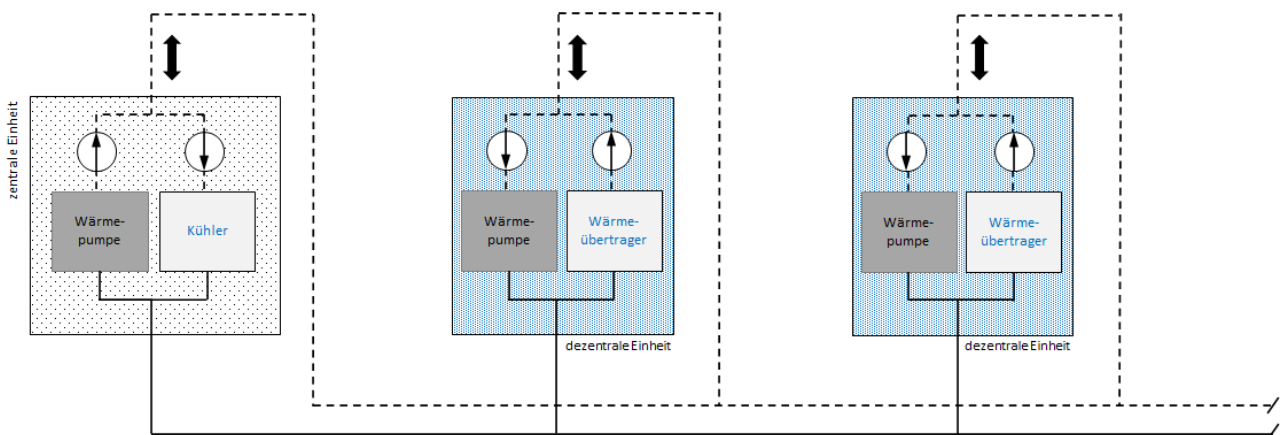 zentrale Einheit
Wärme-
pumpe
Kühler
Wärme-
pumpe
Wärme-
übertrager
dezentrale Einheit
Wärme-
pumpe
Wärme-
übertrager
dezentrale Einheit